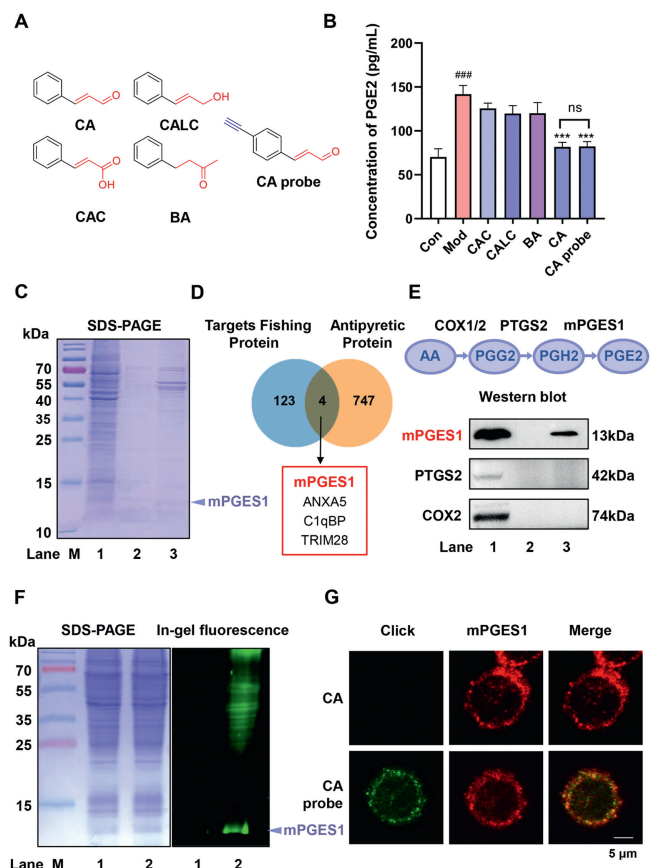 A
O
CA
OH
CALC
O
OH
CAC
O
BA
O
CA probe
B
Concentration of PGE2 (pg/mL)
200
150
100
50
0
###
ns
***
***
Con
Mod
CAC
CALC
BA
CA
CA probe
C
SDS-PAGE
kDa
70
55
40
35
25
15
10
mPGES1
Lane M 1 2 3
D
Targets Fishing
Protein
Antipyretic
Protein
123
4
747
mPGES1
ANXA5
C1qBP
TRIM28
E
COX1/2 PTGS2 mPGES1
AA PGG2 PGH2 PGE2
Western blot
mPGES1 13kDa
PTGS2 42kDa
COX2 74kDa
Lane 1 2 3
F
SDS-PAGE In-gel fluorescence
kDa
70
55
35
25
15
mPGES1
Lane M 1 2 1 2
G
Click mPGES1 Merge
CA
CA
probe
5 μm